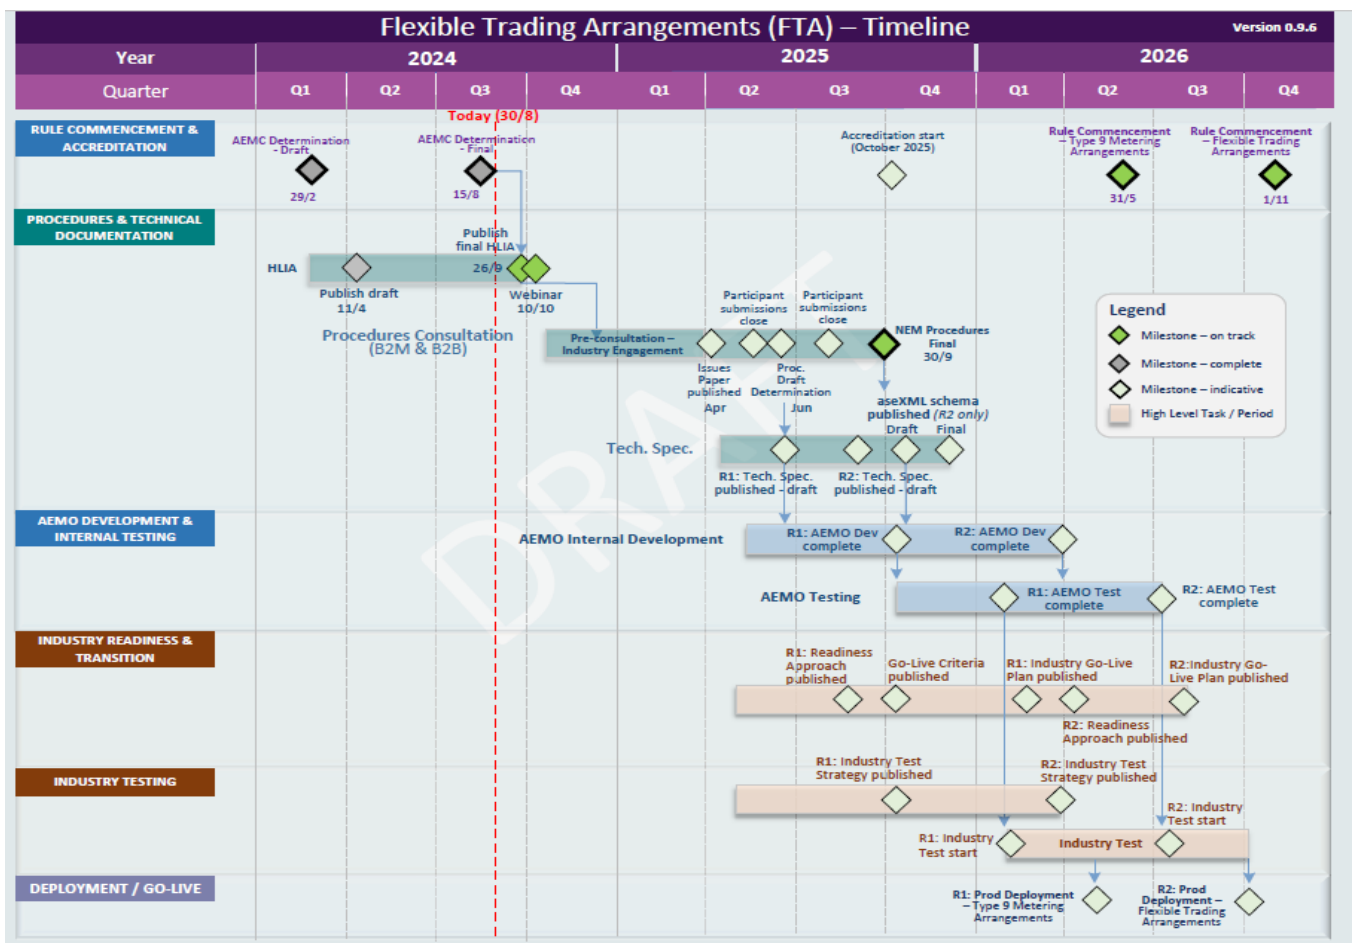 Flexible Trading Arrangements (FTA) – Timeline
Version 0.9.6
Year
2024
2025
2026
Quarter
Q1
Q2
Q3
Q4
Q1
Q2
Q3
Q4
Q1
Q2
Q3
Q4
Today (30/8)
RULE COMMENCEMENT &
ACCREDITATION
AEMC Determination
- Draft
29/2
AEMC Determination
- Final
15/8
Accreditation start
(October 2025)
Rule Commencement
– Type 9 Metering
Arrangements
31/5
Rule Commencement
– Flexible Trading
Arrangements
1/11
PROCEDURES & TECHNICAL
DOCUMENTATION
Publish
final HLIA
HLIA
26/9
Publish draft
11/4
Webinar
10/10
Procedures Consultation
(B2M & B2B)
Pre-consultation –
Industry Engagement
Participant
submissions
close
Participant
submissions
close
NEM Procedures
Final
30/9
Issues
Paper
published
Apr
Proc.
Draft
Determination
Jun
aseXML schema
published (R2 only)
Draft
Final
Tech. Spec.
R1: Tech. Spec.
published - draft
R2: Tech. Spec.
published - draft
Legend
Milestone – on track
Milestone – complete
Milestone – indicative
High Level Task / Period
DRAFT
AEMO DEVELOPMENT &
INTERNAL TESTING
AEMO Internal Development
R1: AEMO Dev
complete
R2: AEMO Dev
complete
AEMO Testing
R1: AEMO Test
complete
R2: AEMO Test
complete
INDUSTRY READINESS &
TRANSITION
R1: Readiness
Approach
published
Go-Live Criteria
published
R1: Industry Go-Live
Plan published
R2:Industry Go-
Live Plan published
R2: Readiness
Approach published
INDUSTRY TESTING
R1: Industry Test
Strategy published
R2: Industry Test
Strategy published
R2: Industry
Test start
R1: Industry
Test start
Industry Test
DEPLOYMENT / GO-LIVE
R1: Prod Deployment
– Type 9 Metering
Arrangements
R2: Prod
Deployment –
Flexible Trading
Arrangements